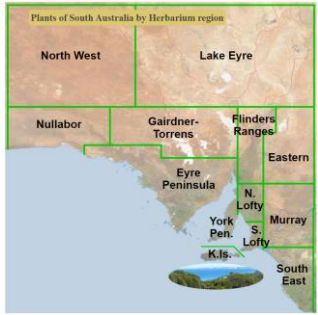 Plants of South Australia by Herbarium region
North West
Lake Eyre
Nullabor
Gairdner-
Torrens
Flinders
Ranges
Eastern
Eyre
Peninsula
N.
Lofty
Murray
York
Pen.
S.
Lofty
K.Is.
South
East